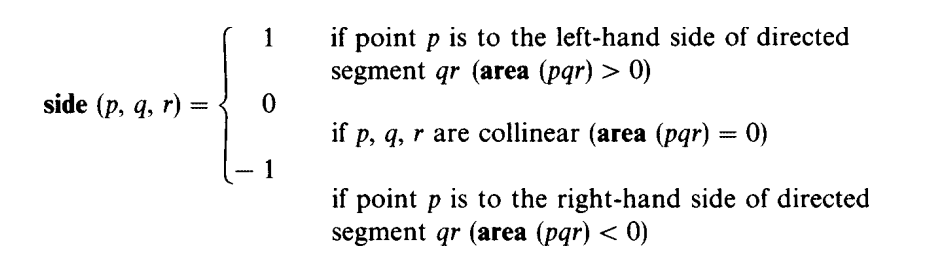 1 if point p is to the left-hand side of directed
segment qr (area (pqr) > 0)
side (p, q, r) = { 0
if p, q, r are collinear (area (pqr) = 0)
− 1
if point p is to the right-hand side of directed
segment qr (area (pqr) < 0)